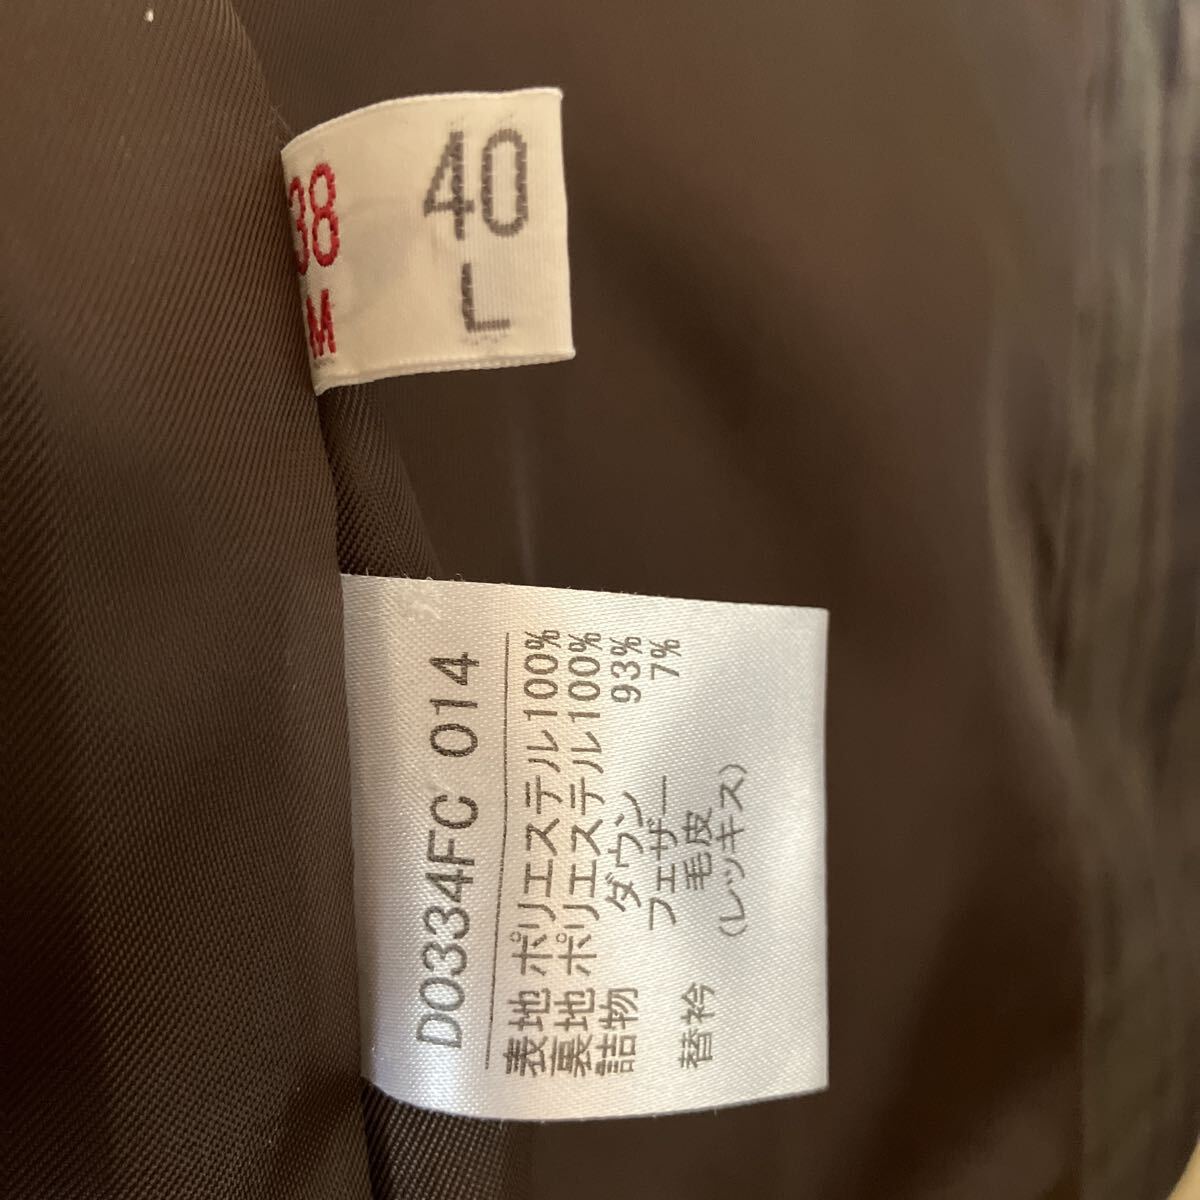 38
M
40
L
D0334FC 014
表地 ポリエステル100%
裏地 ポリエステル100%
詰物 ダウン 93%
フェザー 7%
替衿 毛皮
(レッキス)